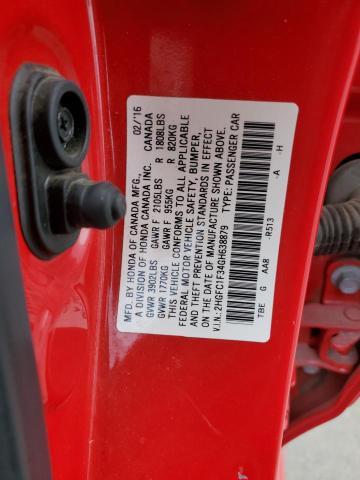 MFD. BY HONDA OF CANADA MFG. 02/'16
A DIVISION OF HONDA CANADA INC. CANADA
GVWR 3902LBS GAWR F 2105LBS R 1808LBS
GVWR 1770KG GAWR F 955KG R 820KG
THIS VEHICLE CONFORMS TO ALL APPLICABLE
FEDERAL MOTOR VEHICLE SAFETY, BUMPER,
AND THEFT PREVENTION STANDARDS IN EFFECT
ON THE DATE OF MANUFACTURE SHOWN ABOVE.
V.I.N.: 2HGFC1F34GH638879 TYPE: PASSENGER CAR
TBE G AA8 -R513 -A H